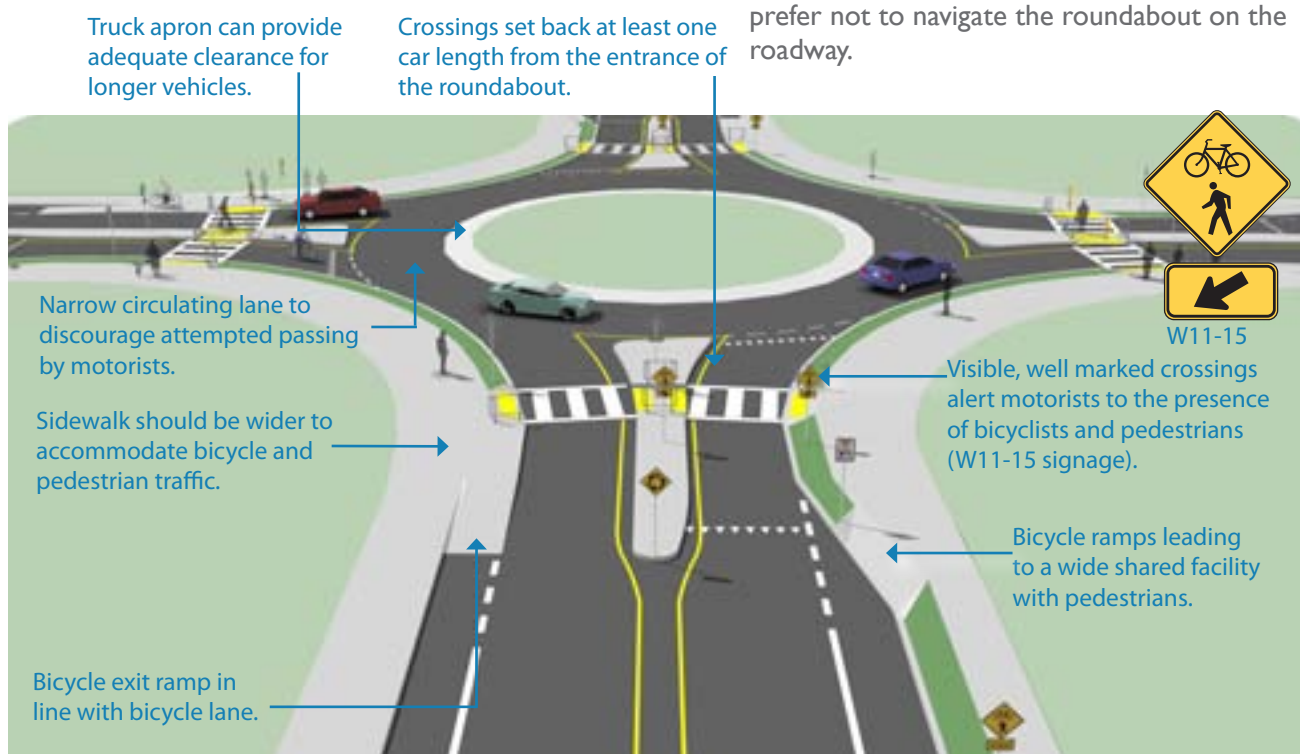 prefer not to navigate the roundabout on the
roadway.
Truck apron can provide
adequate clearance for
longer vehicles.
Crossings set back at least one
car length from the entrance of
the roundabout.
Narrow circulating lane to
discourage attempted passing
by motorists.
W11-15
Visible, well marked crossings
alert motorists to the presence
of bicyclists and pedestrians
(W11-15 signage).
Sidewalk should be wider to
accommodate bicycle and
pedestrian traffic.
Bicycle ramps leading
to a wide shared facility
with pedestrians.
Bicycle exit ramp in
line with bicycle lane.